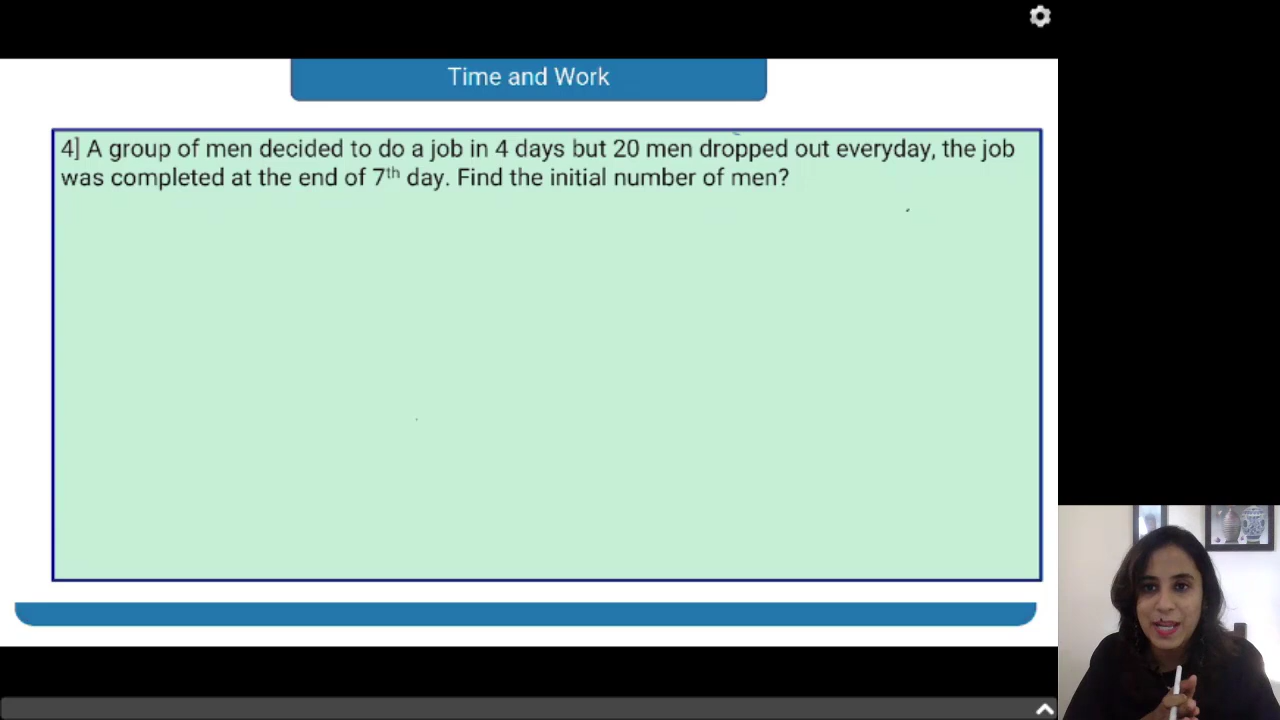 Time and Work
4] A group of men decided to do a job in 4 days but 20 men dropped out everyday, the job
was completed at the end of 7th day. Find the initial number of men?